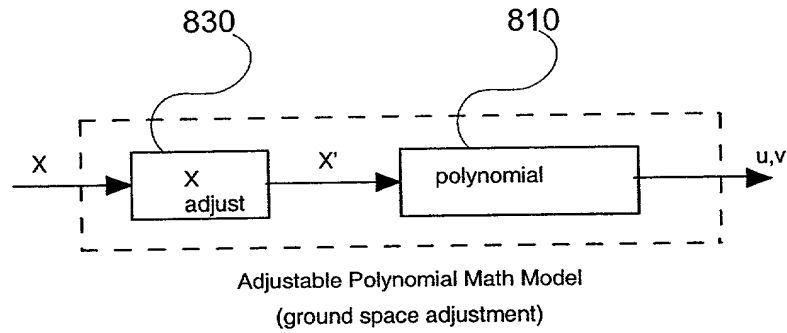 830
810
X
X
adjust
X'
polynomial
u,v
Adjustable Polynomial Math Model
(ground space adjustment)